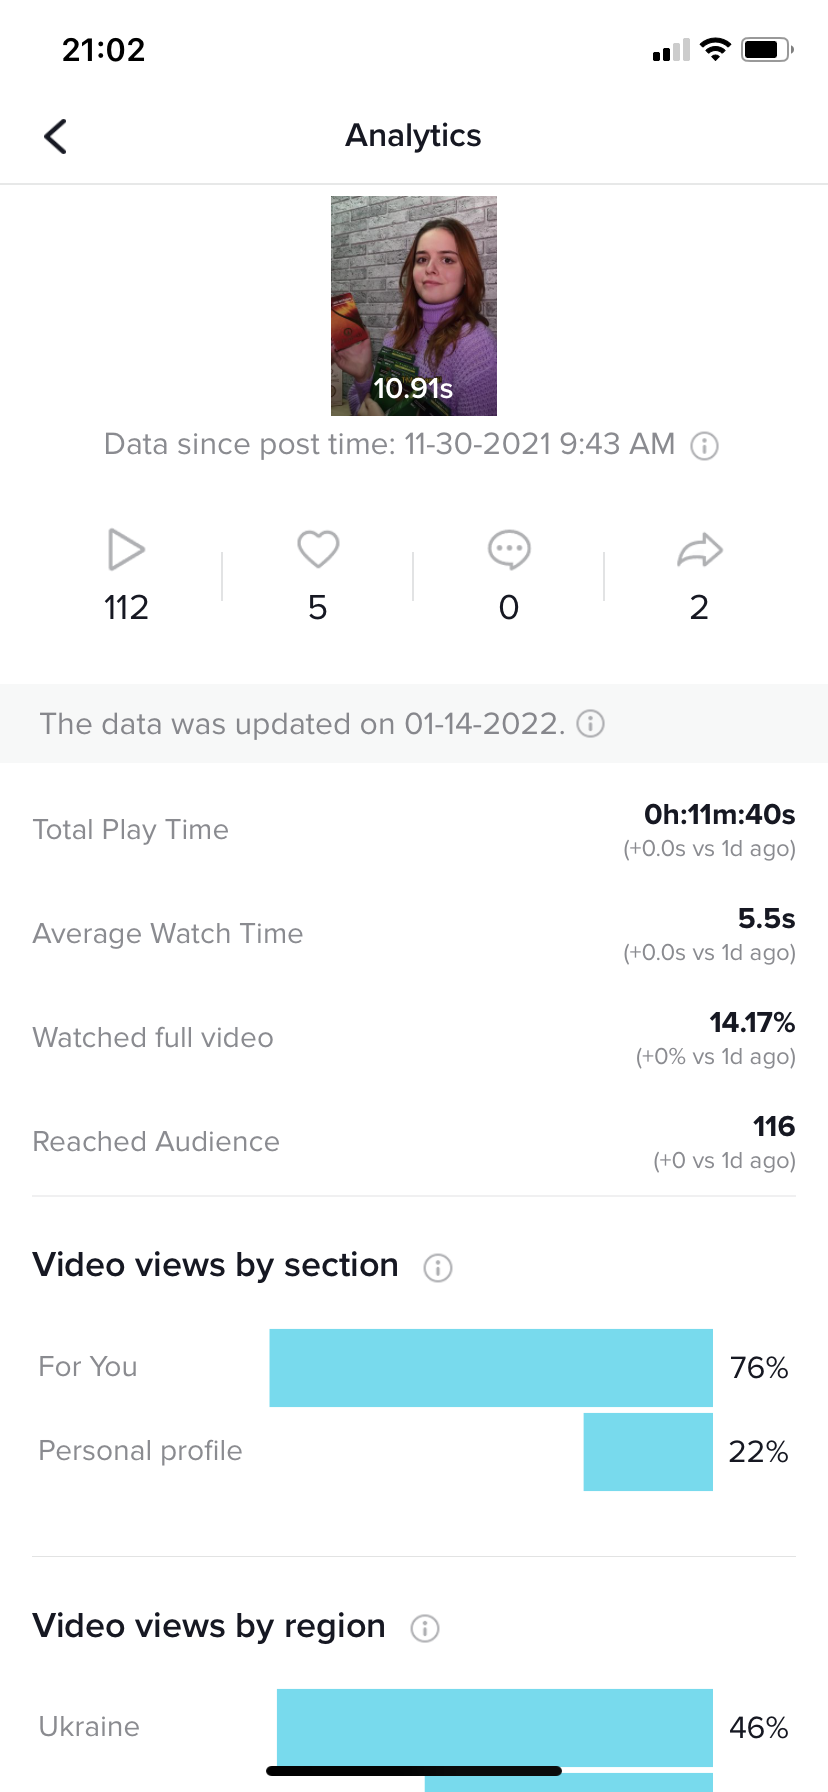 21:02
Analytics
10.91s
Data since post time: 11-30-2021 9:43 AM
112
5
0
2
The data was updated on 01-14-2022.
Total Play Time
0h:11m:40s
(+0.0s vs 1d ago)
Average Watch Time
5.5s
(+0.0s vs 1d ago)
Watched full video
14.17%
(+0% vs 1d ago)
Reached Audience
116
(+0 vs 1d ago)
Video views by section
For You 76%
Personal profile 22%
Video views by region
Ukraine 46%